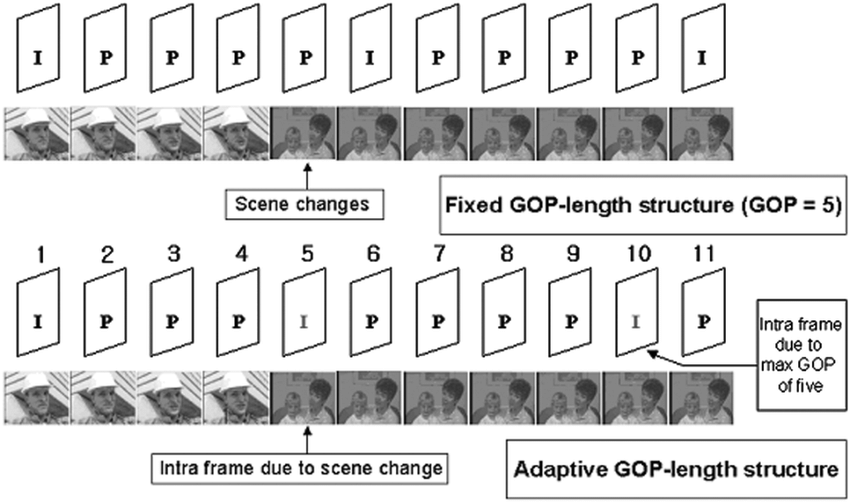 I P P P P I P P P P I
Scene changes
Fixed GOP-length structure (GOP = 5)
1 2 3 4 5 6 7 8 9 10 11
I P P P I P P P P I P
Intra frame
due to
max GOP
of five
Intra frame due to scene change
Adaptive GOP-length structure